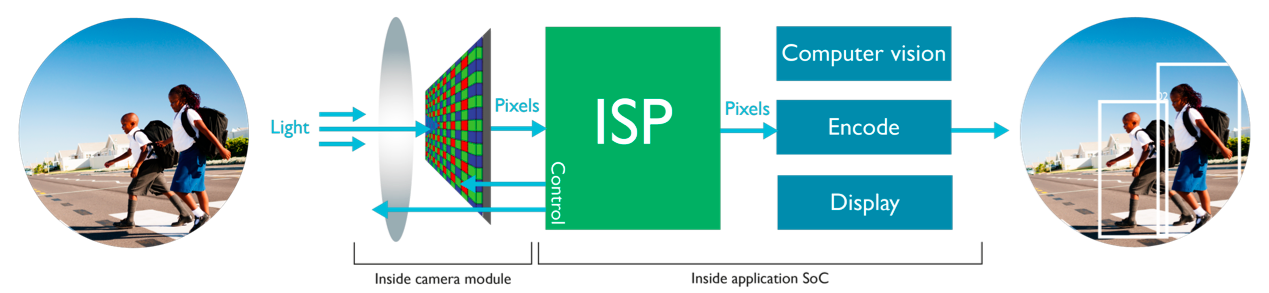 Light
Pixels
ISP
Control
Pixels
Computer vision
Encode
Display
Inside camera module
Inside application SoC